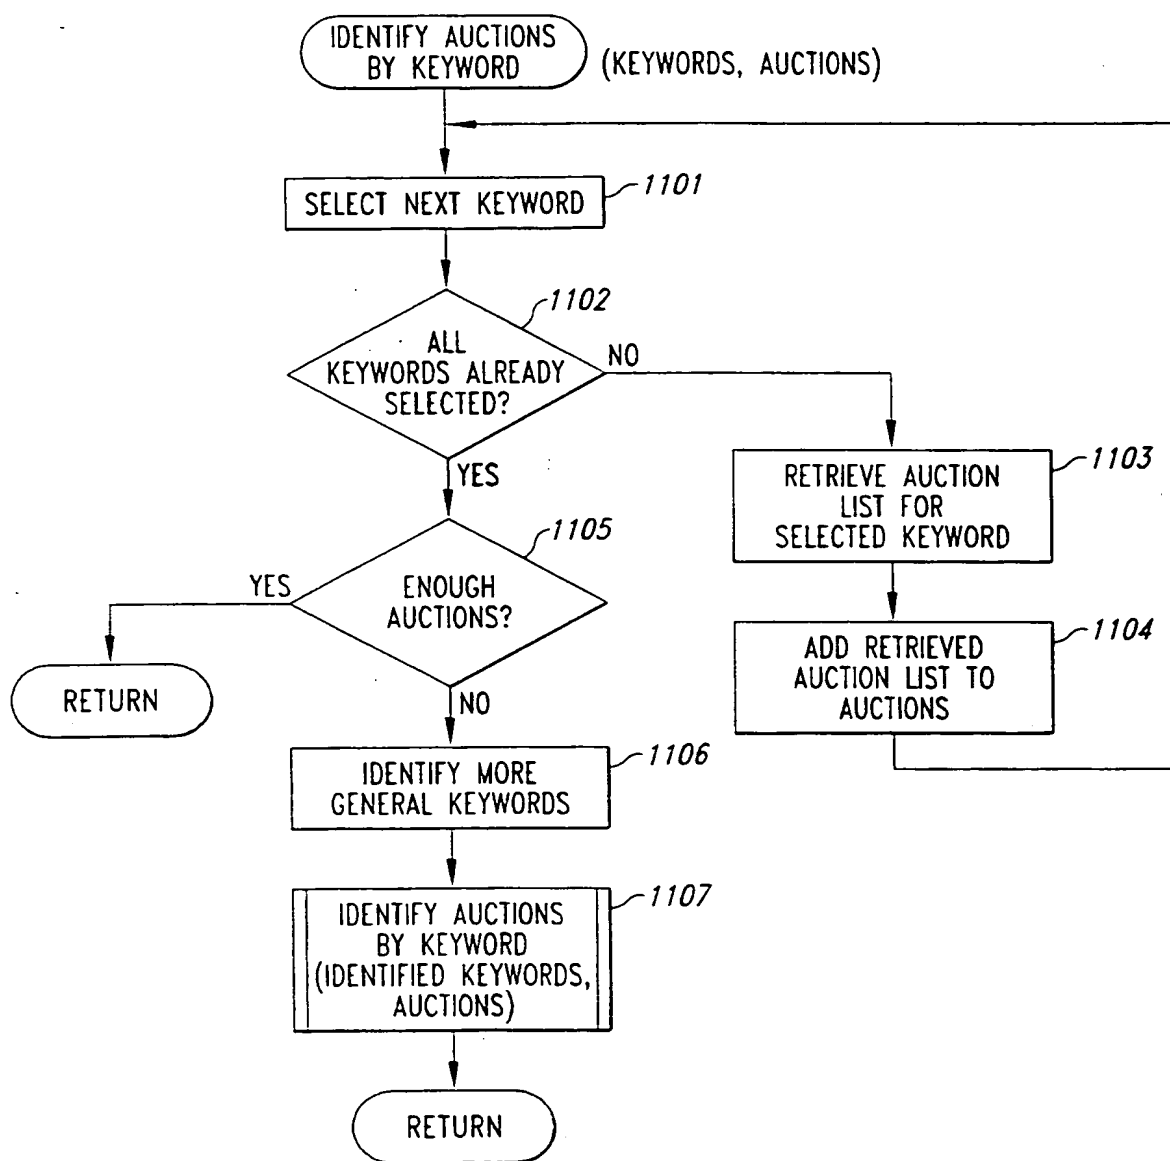 IDENTIFY AUCTIONS
BY KEYWORD
(KEYWORDS, AUCTIONS)
SELECT NEXT KEYWORD
1101
ALL
KEYWORDS ALREADY
SELECTED?
1102
NO
YES
RETRIEVE AUCTION
LIST FOR
SELECTED KEYWORD
1103
ADD RETRIEVED
AUCTION LIST TO
AUCTIONS
1104
ENOUGH
AUCTIONS?
1105
YES
RETURN
NO
IDENTIFY MORE
GENERAL KEYWORDS
1106
IDENTIFY AUCTIONS
BY KEYWORD
(IDENTIFIED KEYWORDS,
AUCTIONS)
1107
RETURN